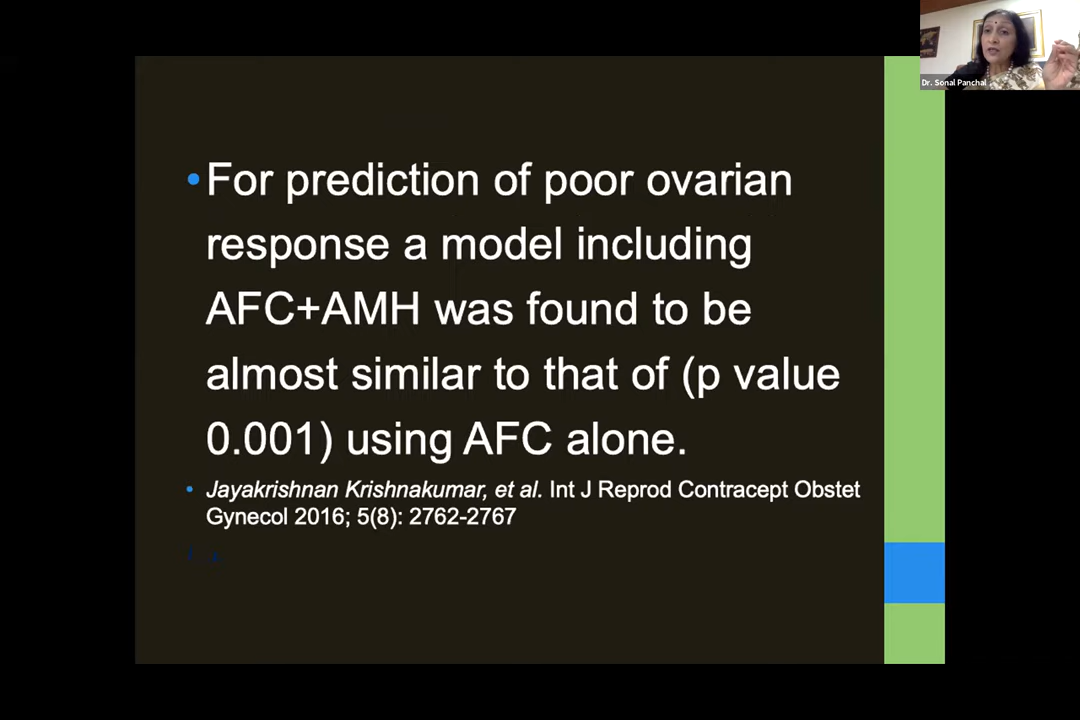 Dr. Sonal Panchal
•For prediction of poor ovarian
response a model including
AFC+AMH was found to be
almost similar to that of (p value
0.001) using AFC alone.
• Jayakrishnan Krishnakumar, et al. Int J Reprod Contracept Obstet
Gynecol 2016; 5(8): 2762-2767